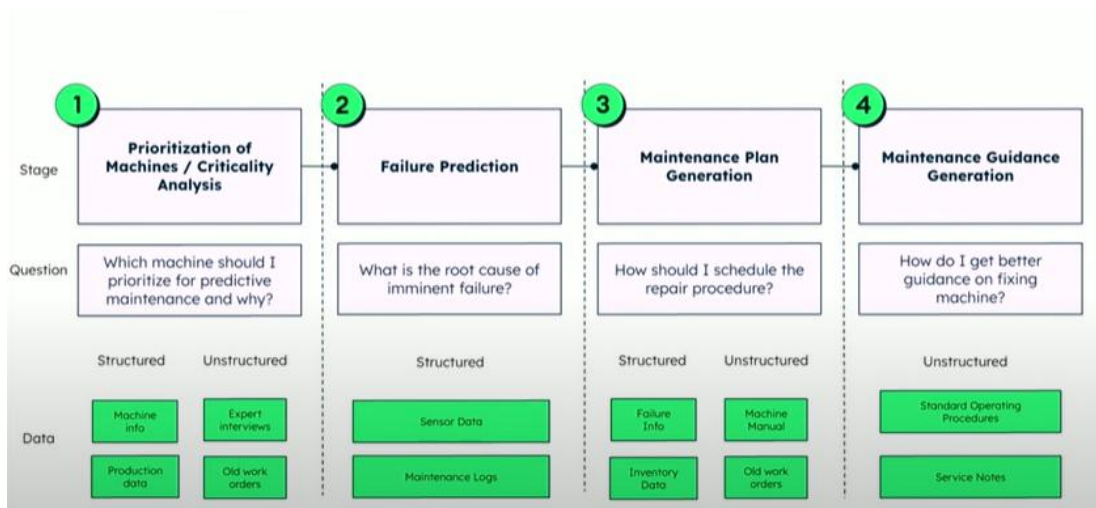 1
2
3
4
Stage
Prioritization of
Machines / Criticality
Analysis
Failure Prediction
Maintenance Plan
Generation
Maintenance Guidance
Generation
Question
Which machine should I
prioritize for predictive
maintenance and why?
What is the root cause of
imminent failure?
How should I schedule the
repair procedure?
How do I get better
guidance on fixing
machine?
Structured
Unstructured
Structured
Structured
Unstructured
Unstructured
Data
Machine
info
Expert
interviews
Sensor Data
Failure
Info
Machine
Manual
Standard Operating
Procedures
Production
data
Old work
orders
Maintenance Logs
Inventory
Data
Old work
orders
Service Notes